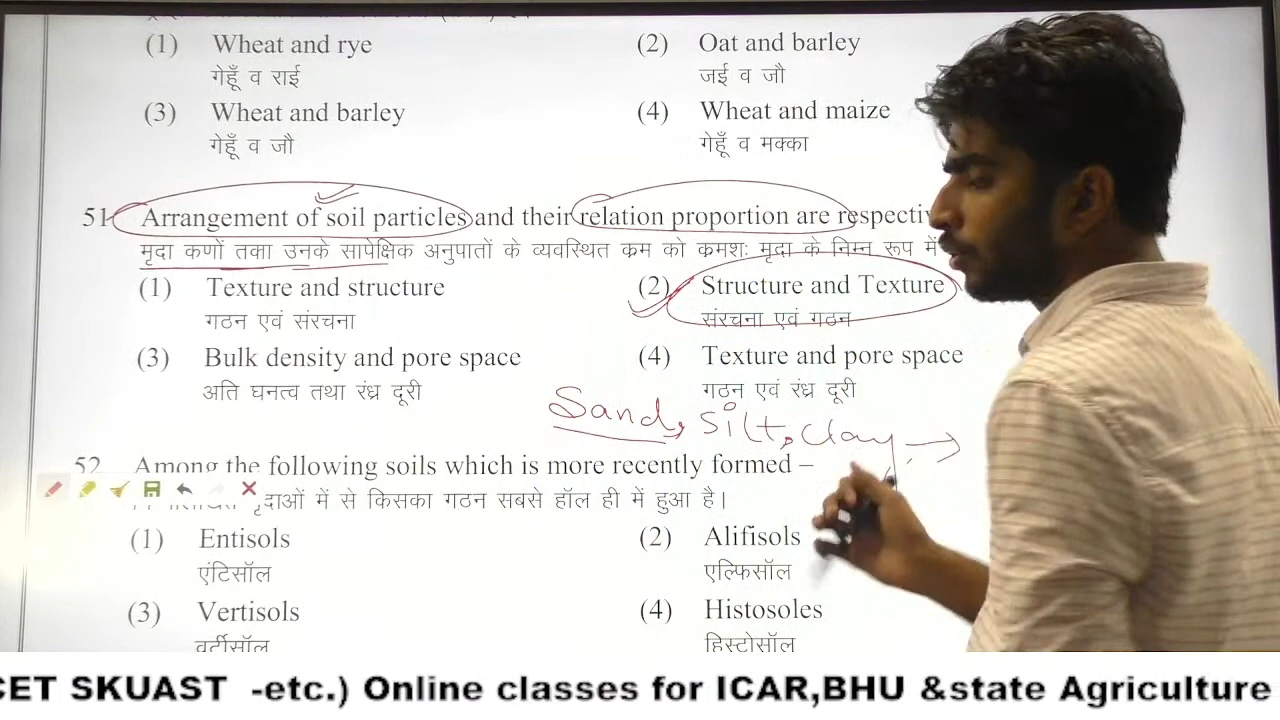 (1) Wheat and rye (2) Oat and barley
गेहूँ व राई जई व जौ
(3) Wheat and barley (4) Wheat and maize
गेहूँ व जौ गेहूँ व मक्का
51 Arrangement of soil particles and their relation proportion are respectiv
मृदा कणों तका उनके सापेक्षिक अनुपातों के व्यवस्थित क्रम को क्रमशः मृदा के निम्न रूप में
(1) Texture and structure (2) Structure and Texture
गठन एवं संरचना संरचना एवं गठन
(3) Bulk density and pore space (4) Texture and pore space
अति घनत्व तथा रंध्र दूरी गठन एवं रंध्र दूरी
Sand, silt, clay →
52 Among the following soils which is more recently formed –
मृदाओं में से किसका गठन सबसे हॉल ही में हुआ है।
(1) Entisols (2) Alifisols
एंटिसॉल एल्फिसॉल
(3) Vertisols (4) Histosoles
वर्टीसॉल हिस्टोसॉल
CET SKUAST -etc.) Online classes for ICAR,BHU &state Agriculture